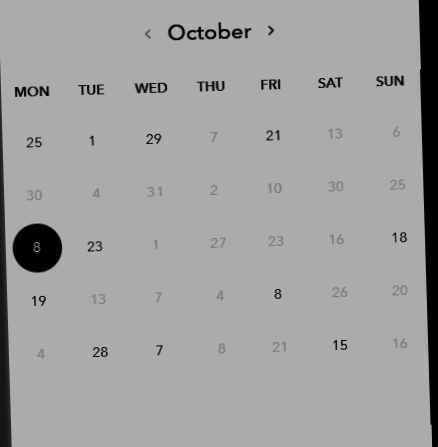 ‹ October ›
MON TUE WED THU FRI SAT SUN
25 1 29 7 21 13 6
30 4 31 2 10 30 25
8 23 1 27 23 16 18
19 13 7 4 8 26 20
4 28 7 8 21 15 16